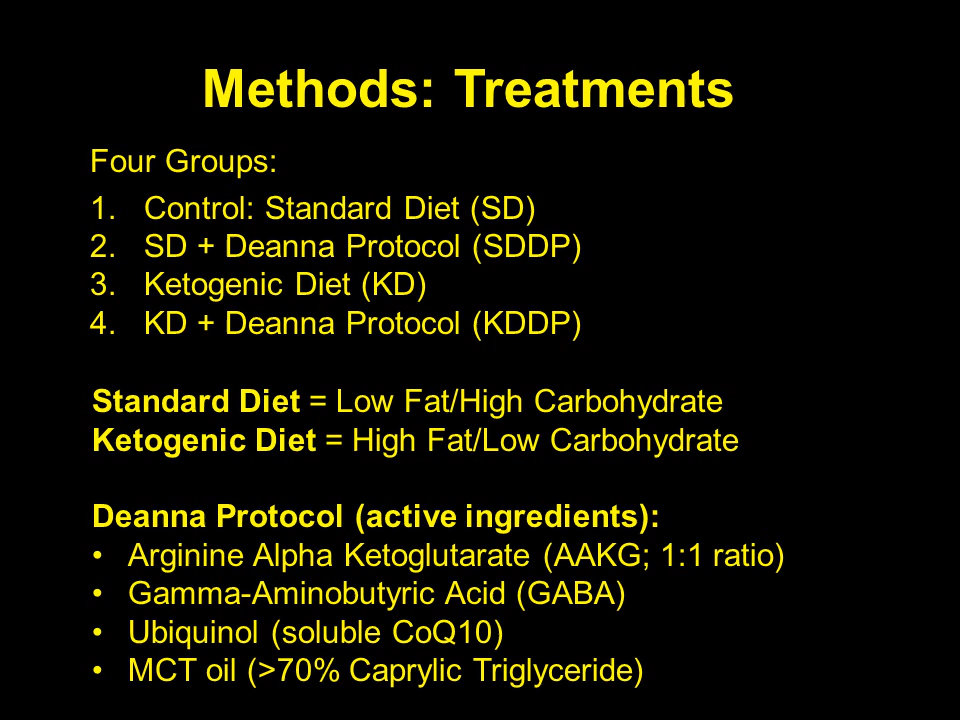 Methods: Treatments
Four Groups:
1. Control: Standard Diet (SD)
2. SD + Deanna Protocol (SDDP)
3. Ketogenic Diet (KD)
4. KD + Deanna Protocol (KDDP)
Standard Diet = Low Fat/High Carbohydrate
Ketogenic Diet = High Fat/Low Carbohydrate
Deanna Protocol (active ingredients):
• Arginine Alpha Ketoglutarate (AAKG; 1:1 ratio)
• Gamma-Aminobutyric Acid (GABA)
• Ubiquinol (soluble CoQ10)
• MCT oil (>70% Caprylic Triglyceride)